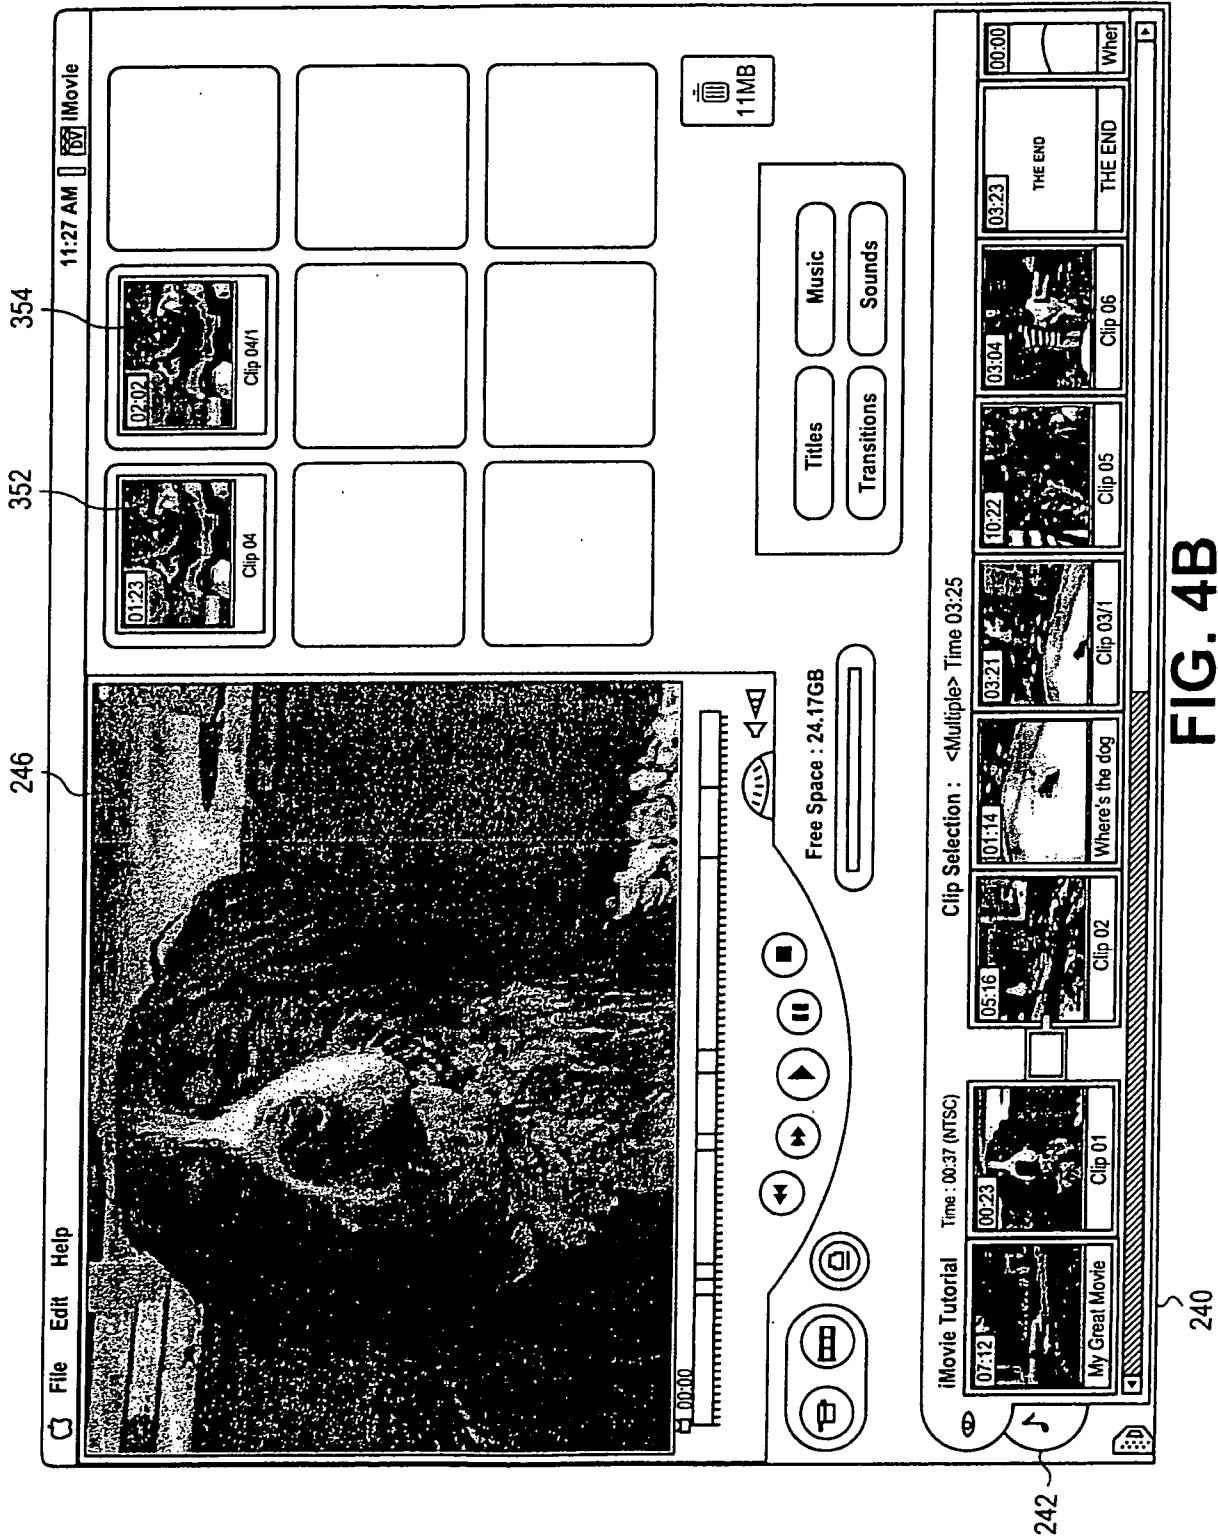 File Edit Help
11:27 AM
iMovie
246
352
354
01:23
Clip 04
02:02
Clip 04/1
00:00
Free Space : 24.17GB
Titles
Music
Transitions
Sounds
11MB
iMovie Tutorial
Time : 00:37 (NTSC)
Clip Selection : <Multiple> Time 03:25
07:12
My Great Movie
00:23
Clip 01
05:16
Clip 02
01:14
Where's the dog
03:21
Clip 03/1
10:22
Clip 05
03:04
Clip 06
03:23
THE END
THE END
00:00
Wher
242
240
FIG. 4B